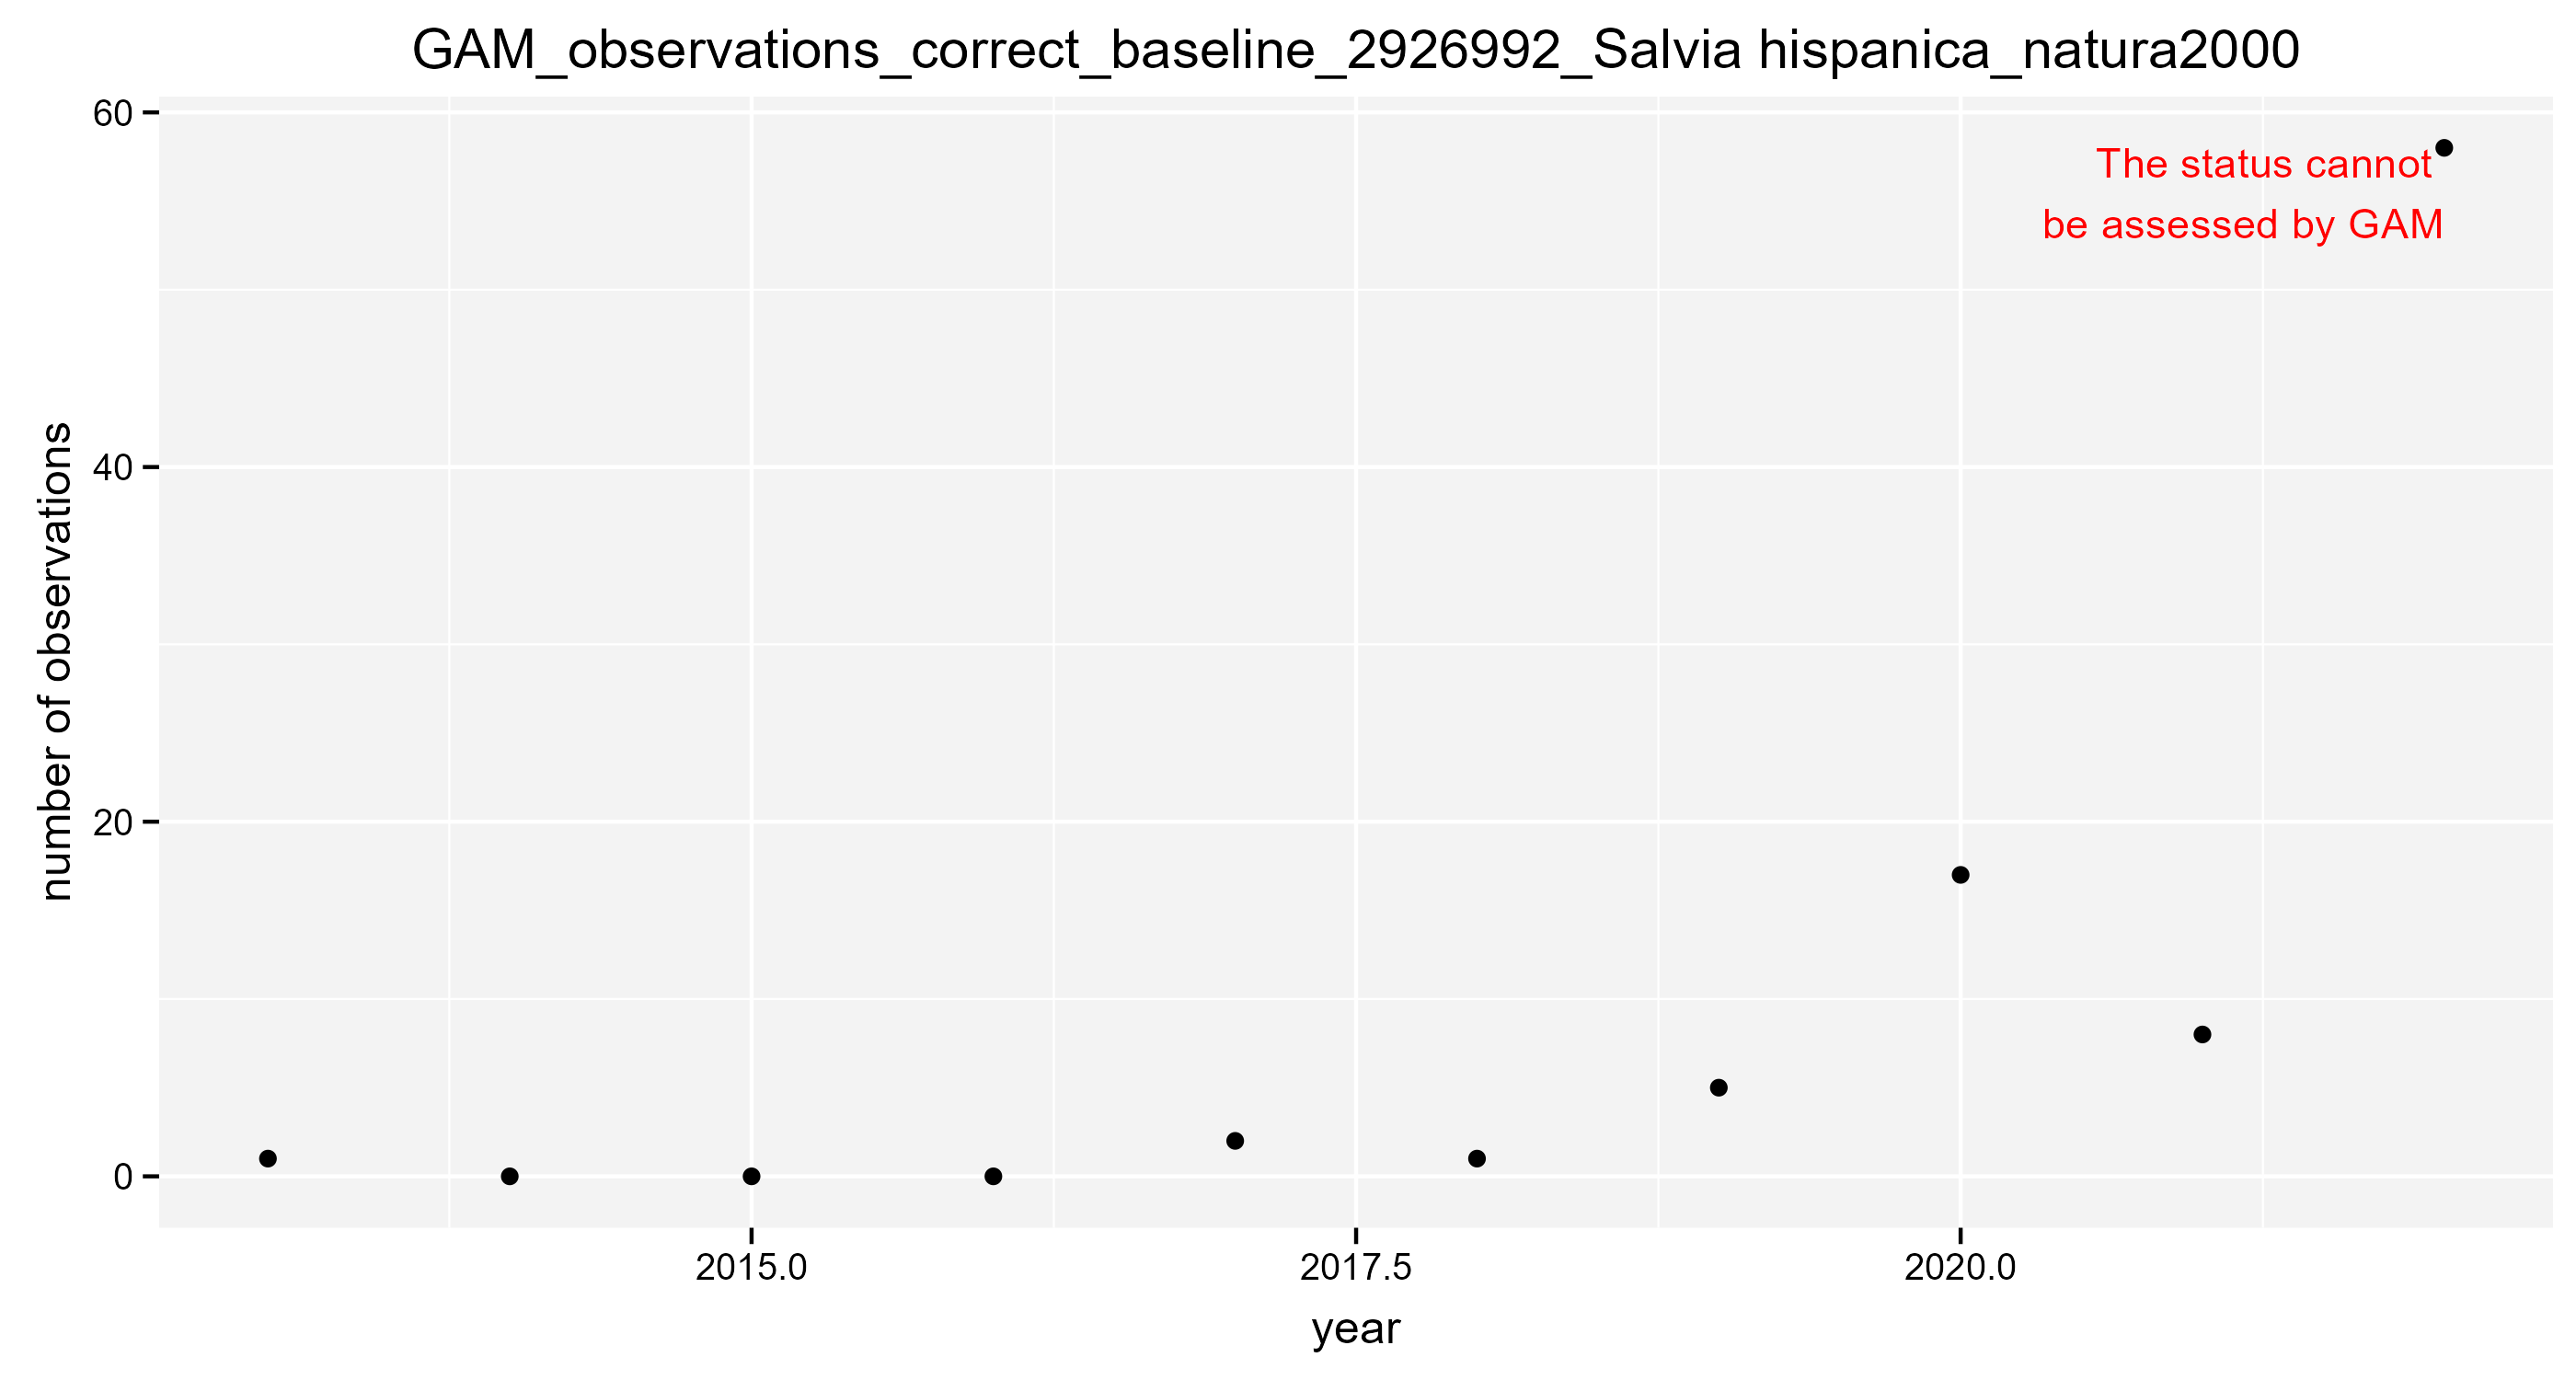 GAM_observations_correct_baseline_2926992_Salvia hispanica_natura2000
60
The status cannot
be assessed by GAM
40
number of observations
20
0
2015.0
2017.5
2020.0
year